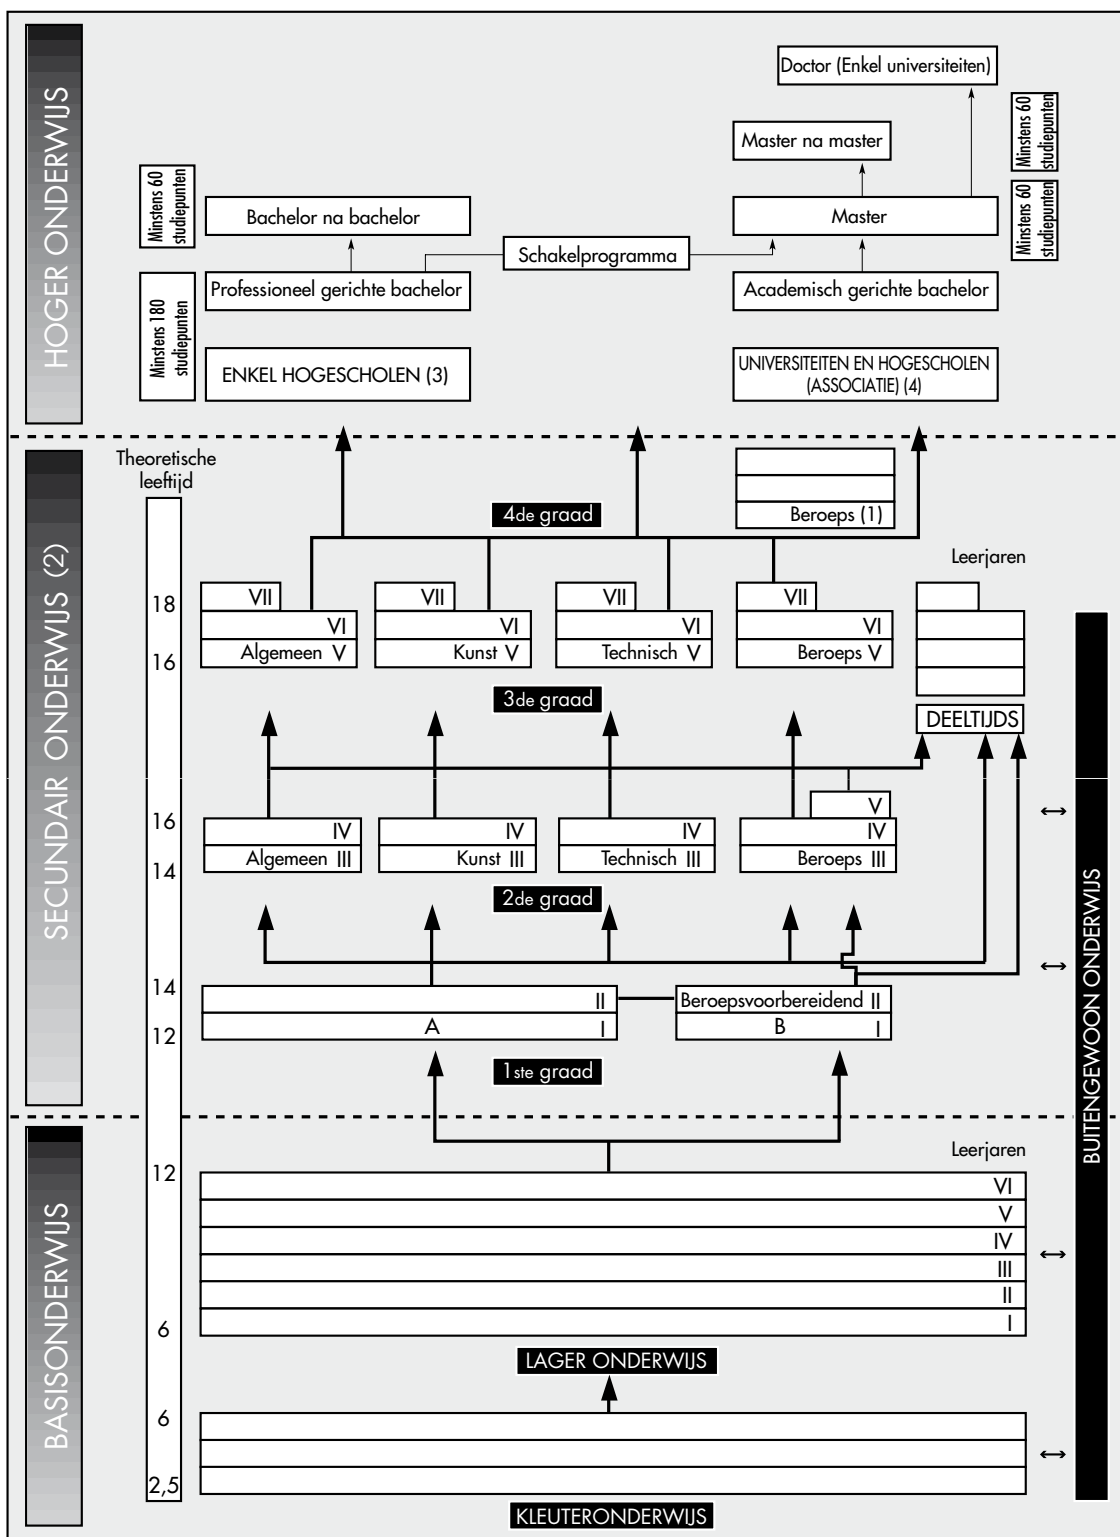 HOGER ONDERWIJS
Doctor (Enkel universiteiten)
Minstens 60
studiepunten
Master na master
Minstens 60
studiepunten
Bachelor na bachelor
Master
Minstens 60
studiepunten
Schakelprogramma
Professioneel gerichte bachelor
Academisch gerichte bachelor
Minstens 180
studiepunten
ENKEL HOGESCHOLEN (3)
UNIVERSITEITEN EN HOGESCHOLEN
(ASSOCIATIE) (4)
SECUNDAIR ONDERWIJS (2)
Theoretische
leeftijd
4de graad
Beroeps (1)
Leerjaren
18
VII
VII
VII
VII
VI
VI
VI
VI
16
Algemeen V
Kunst V
Technisch V
Beroeps V
3de graad
DEELTIJDS
V
16
IV
IV
IV
IV
14
Algemeen III
Kunst III
Technisch III
Beroeps III
2de graad
BUITENGEWOON ONDERWIJS
14
II
Beroepsvoorbereidend II
12
A I
B I
1ste graad
BASISONDERWIJS
Leerjaren
12
VI
V
IV
III
II
6
I
LAGER ONDERWIJS
6
2,5
KLEUTERONDERWIJS